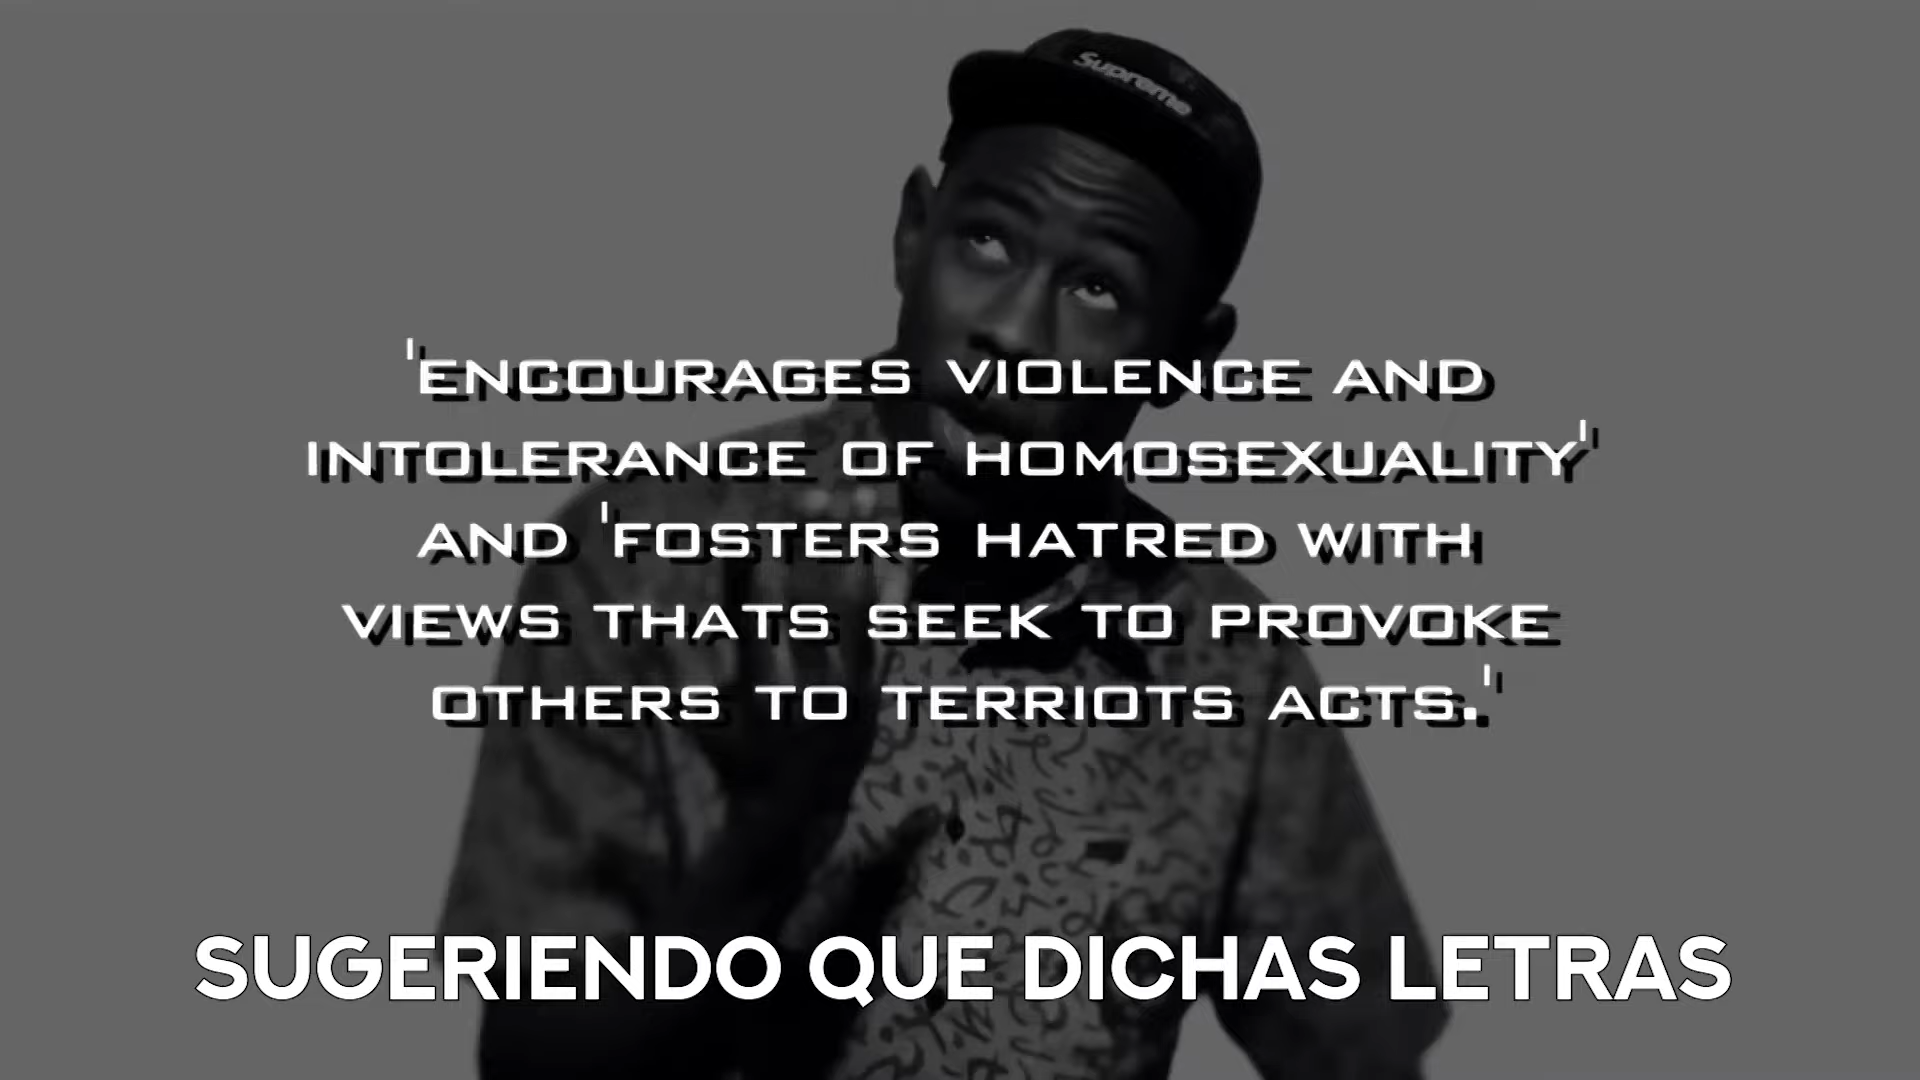 Supreme
'ENCOURAGES VIOLENCE AND
INTOLERANCE OF HOMOSEXUALITY'
AND 'FOSTERS HATRED WITH
VIEWS THATS SEEK TO PROVOKE
OTHERS TO TERRIOTS ACTS.'
SUGERIENDO QUE DICHAS LETRAS